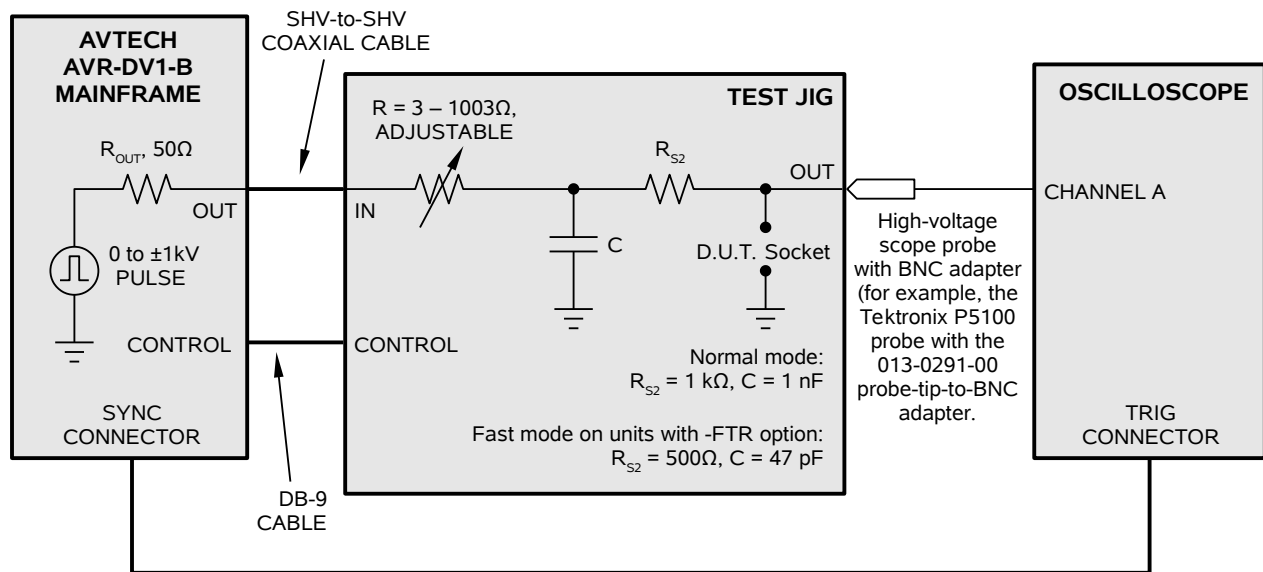 SHV-to-SHV
COAXIAL CABLE
AVTECH
AVR-DV1-B
MAINFRAME
R_OUT, 50Ω
OUT
0 to ±1kV
PULSE
CONTROL
SYNC
CONNECTOR
DB-9
CABLE
TEST JIG
R = 3 – 1003Ω,
ADJUSTABLE
IN
R_S2
OUT
C
D.U.T. Socket
CONTROL
Normal mode:
R_S2 = 1 kΩ, C = 1 nF
Fast mode on units with -FTR option:
R_S2 = 500Ω, C = 47 pF
High-voltage
scope probe
with BNC adapter
(for example, the
Tektronix P5100
probe with the
013-0291-00
probe-tip-to-BNC
adapter.
OSCILLOSCOPE
CHANNEL A
TRIG
CONNECTOR